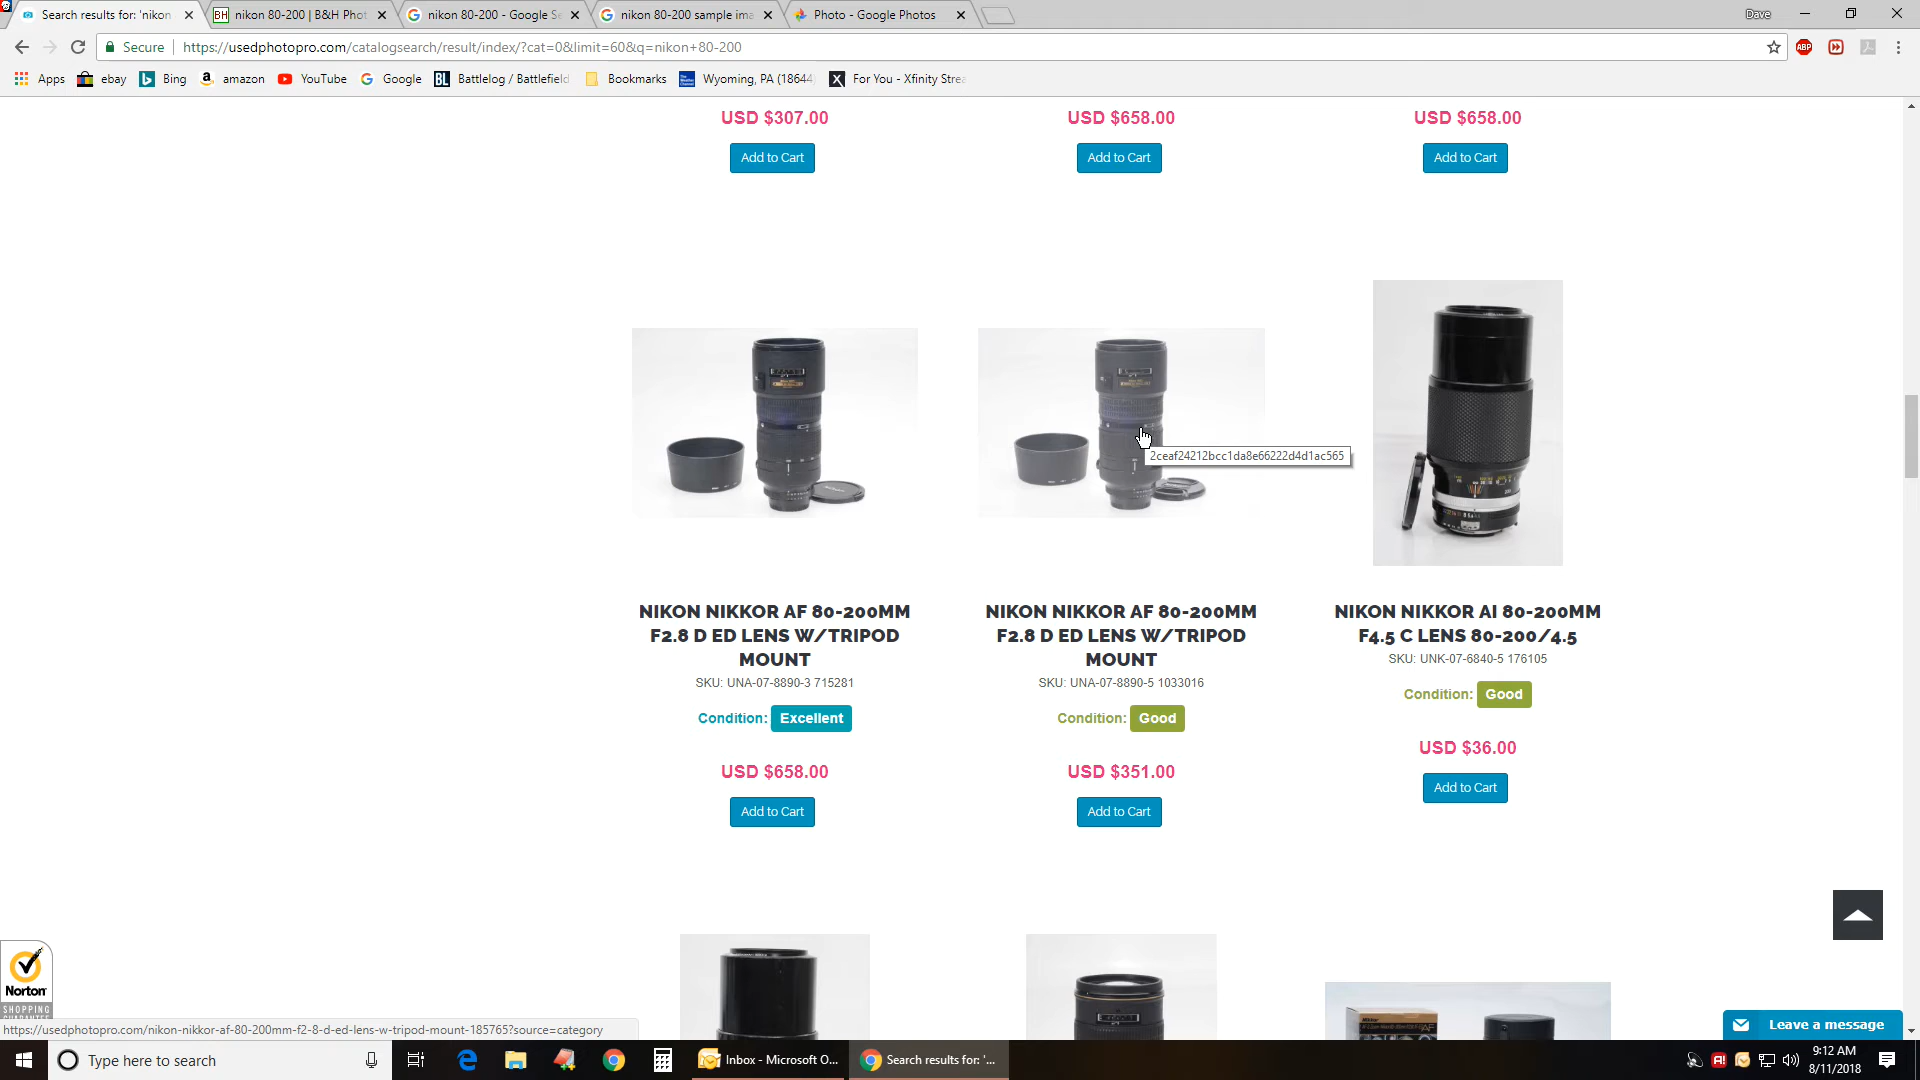 Search results for: 'nikon
BH nikon 80-200 | B&H Phot
nikon 80-200 - Google Se
nikon 80-200 sample ima
Photo - Google Photos
Dave
Secure
https://usedphotopro.com/catalogsearch/result/index/?cat=0&limit=60&q=nikon+80-200
ABP
Apps
ebay
Bing
amazon
YouTube
Google
BL Battlelog / Battlefield
Bookmarks
Wyoming, PA (18644
X For You - Xfinity Strea
USD $307.00
USD $658.00
USD $658.00
Add to Cart
Add to Cart
Add to Cart
2ceaf24212bcc1da8e66222d4d1ac565
NIKON NIKKOR AF 80-200MM
F2.8 D ED LENS W/TRIPOD
MOUNT
SKU: UNA-07-8890-3 715281
Condition: Excellent
USD $658.00
Add to Cart
NIKON NIKKOR AF 80-200MM
F2.8 D ED LENS W/TRIPOD
MOUNT
SKU: UNA-07-8890-5 1033016
Condition: Good
USD $351.00
Add to Cart
NIKON NIKKOR AI 80-200MM
F4.5 C LENS 80-200/4.5
SKU: UNK-07-6840-5 176105
Condition: Good
USD $36.00
Add to Cart
Norton
SHOPPING
https://usedphotopro.com/nikon-nikkor-af-80-200mm-f2-8-d-ed-lens-w-tripod-mount-185765?source=category
Leave a message
Type here to search
Inbox - Microsoft O...
Search results for: '...
9:12 AM
8/11/2018